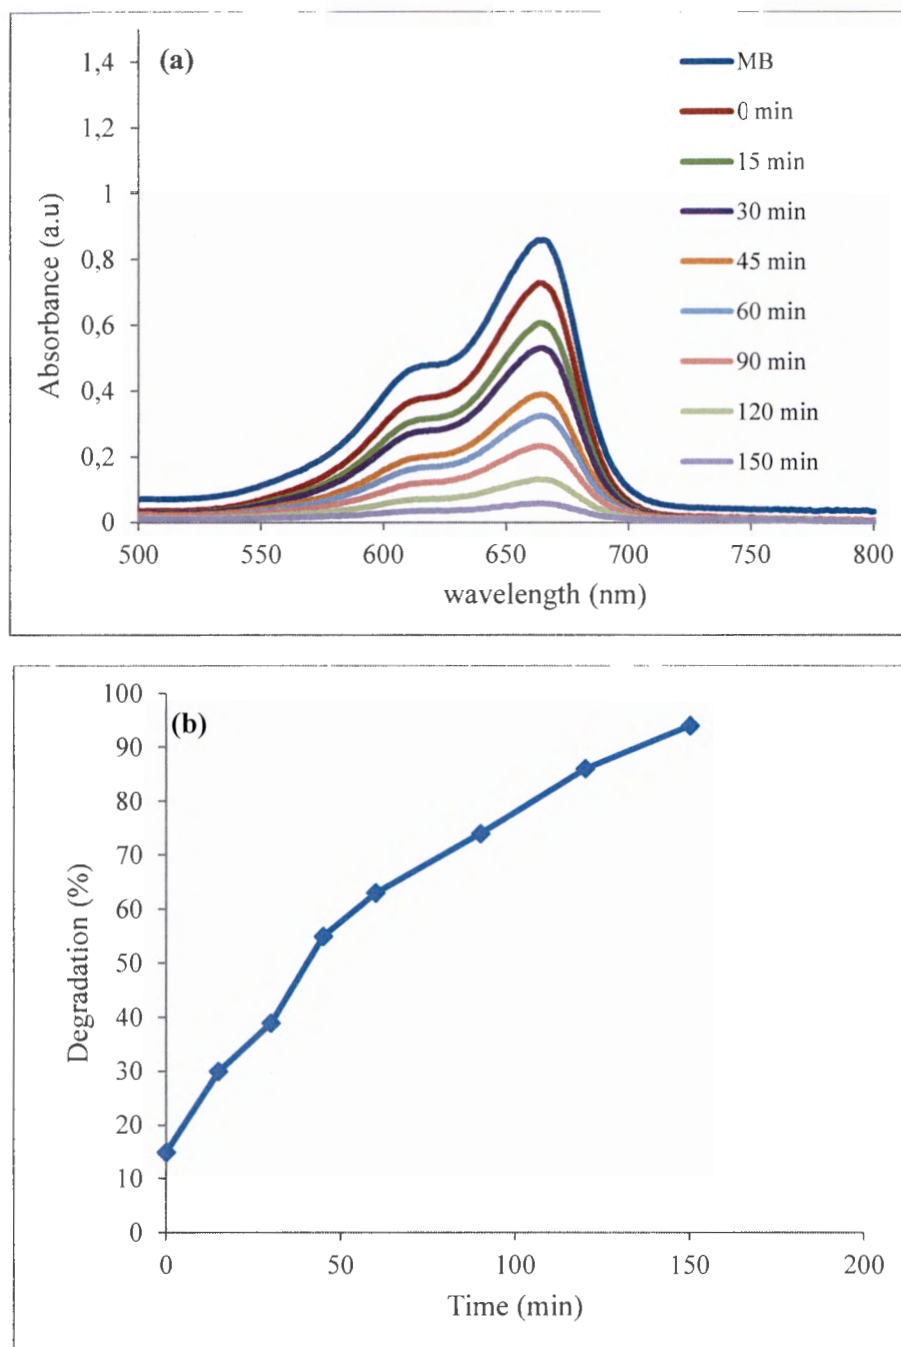 (a)
1,4
1,2
1
0,8
0,6
0,4
0,2
0
Absorbance (a.u)
500 550 600 650 700 750 800
wavelength (nm)
MB
0 min
15 min
30 min
45 min
60 min
90 min
120 min
150 min
(b)
100
90
80
70
60
50
40
30
20
10
0
Degradation (%)
0 50 100 150 200
Time (min)